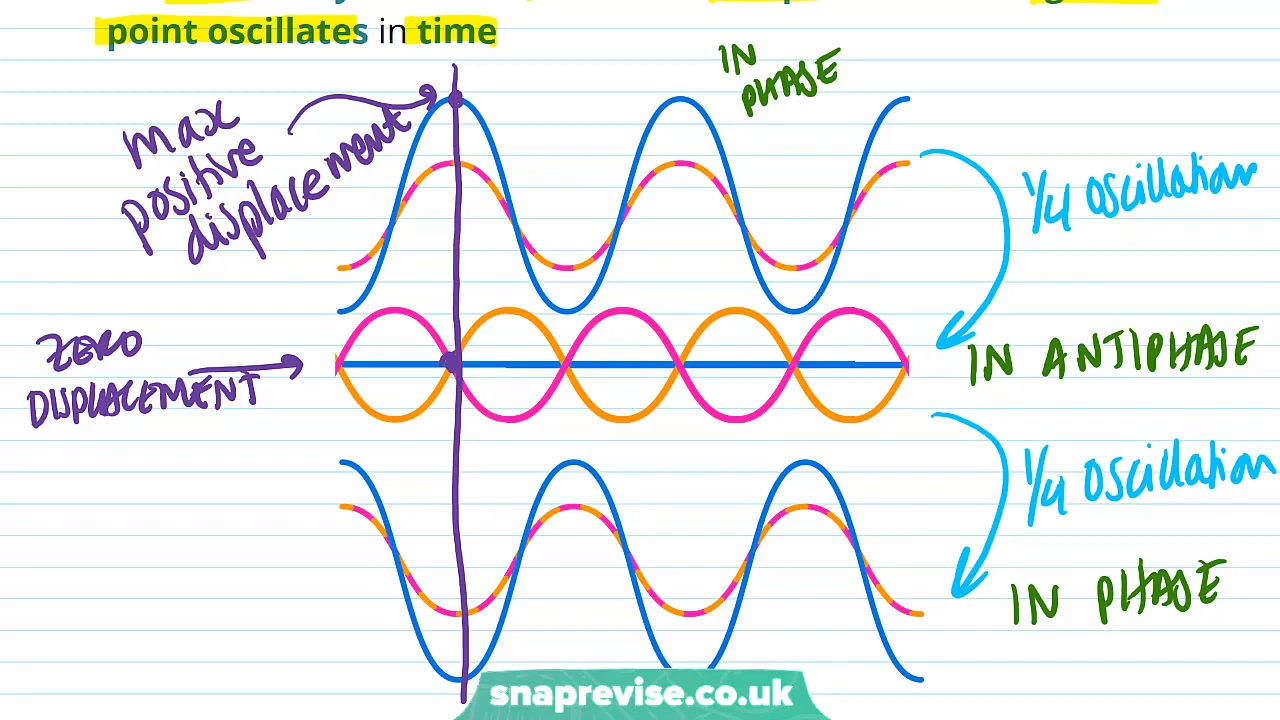 point oscillates in time
IN
PHASE
max
positive
displacement
1/4 oscillation
ZERO
DISPLACEMENT
IN ANTIPHASE
1/4 oscillation
IN PHASE
snaprevise.co.uk